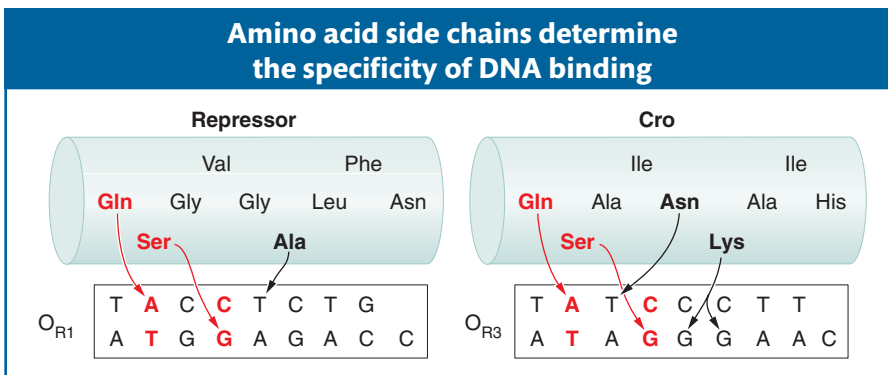 Amino acid side chains determine
the specificity of DNA binding
Repressor
Val Phe
Gln Gly Gly Leu Asn
Ser Ala
OR1
T A C C T C T G
A T G G A G A C C
Cro
Ile Ile
Gln Ala Asn Ala His
Ser Lys
OR3
T A T C C C T T
A T A G G G A A C